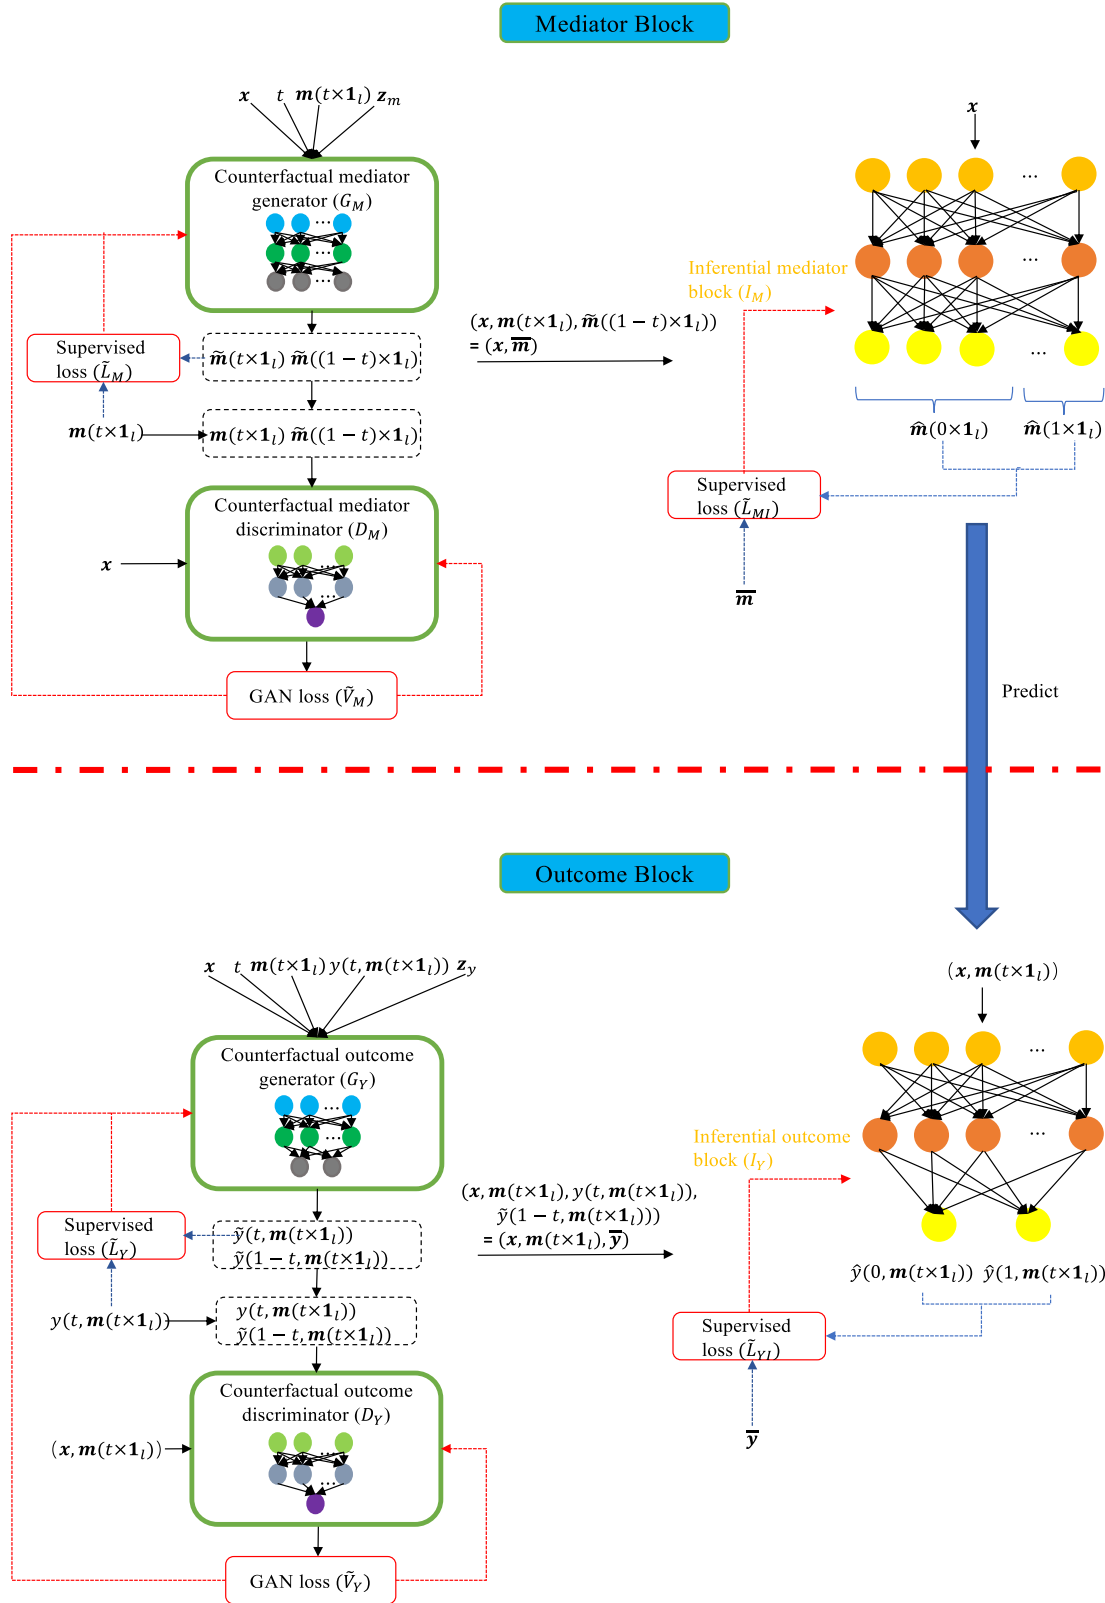 Mediator Block
x t m(t×1_l) z_m
Counterfactual mediator
generator (G_M)
...
...
...
m̃(t×1_l) m̃((1 − t)×1_l)
Supervised
loss (L̃_M)
m(t×1_l)
m(t×1_l) m̃((1 − t)×1_l)
Counterfactual mediator
discriminator (D_M)
...
...
x
GAN loss (Ṽ_M)
(x, m(t×1_l), m̃((1 − t)×1_l))
= (x, m̅)
x
...
...
...
Inferential mediator
block (I_M)
m̂(0×1_l) m̂(1×1_l)
Supervised
loss (L̃_MI)
m̅
Predict
Outcome Block
x t m(t×1_l) y(t, m(t×1_l)) z_y
Counterfactual outcome
generator (G_Y)
...
...
ỹ(t, m(t×1_l))
ỹ(1 − t, m(t×1_l))
Supervised
loss (L̃_Y)
y(t, m(t×1_l))
y(t, m(t×1_l))
ỹ(1 − t, m(t×1_l))
Counterfactual outcome
discriminator (D_Y)
...
...
(x, m(t×1_l))
GAN loss (Ṽ_Y)
(x, m(t×1_l), y(t, m(t×1_l)),
ỹ(1 − t, m(t×1_l)))
= (x, m(t×1_l), y̅)
(x, m(t×1_l))
...
...
Inferential outcome
block (I_Y)
ŷ(0, m(t×1_l)) ŷ(1, m(t×1_l))
Supervised
loss (L̃_YI)
y̅